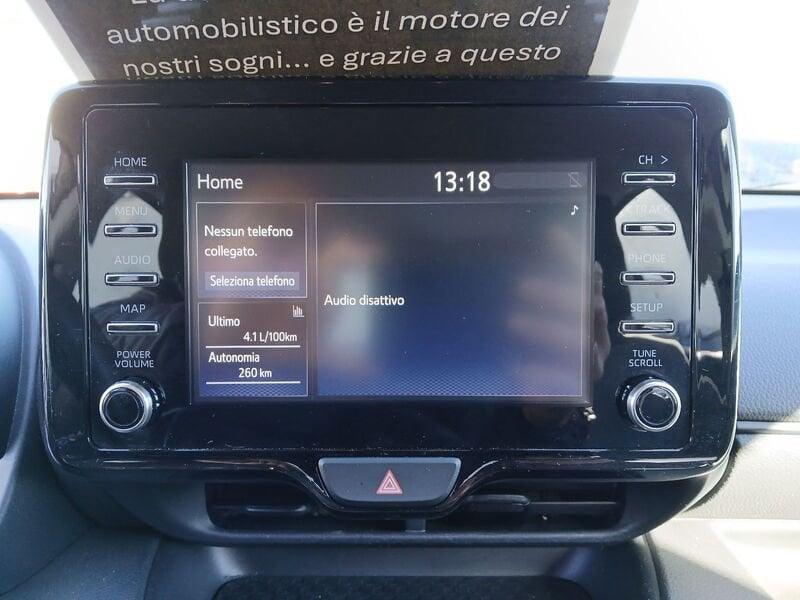 automobilistico è il motore dei
nostri sogni... e grazie a questo
HOME
MENU
AUDIO
MAP
POWER
VOLUME
Home
13:18
Nessun telefono
collegato.
Seleziona telefono
Ultimo
4.1 L/100km
Autonomia
260 km
Audio disattivo
CH >
TRACK
PHONE
SETUP
TUNE
SCROLL